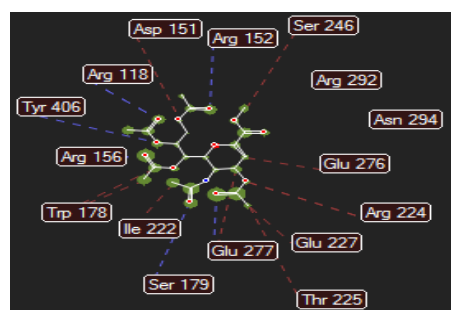 Asp 151
Ser 246
Arg 152
Arg 118
Arg 292
Tyr 406
Asn 294
Arg 156
Glu 276
Trp 178
Arg 224
Ile 222
Glu 277
Glu 227
Ser 179
Thr 225